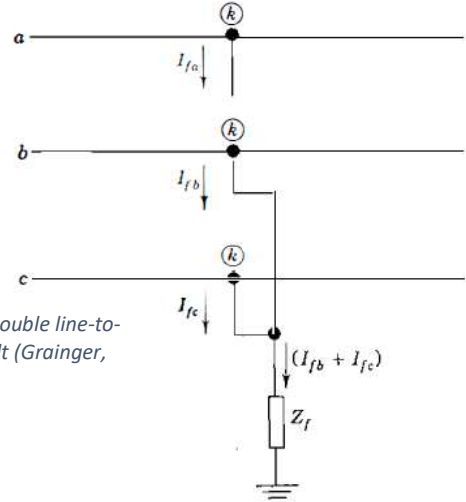 k
a
I_fa
k
b
I_fb
k
c
I_fc
ouble line-to-
lt (Grainger,
(I_fb + I_fc)
Z_f